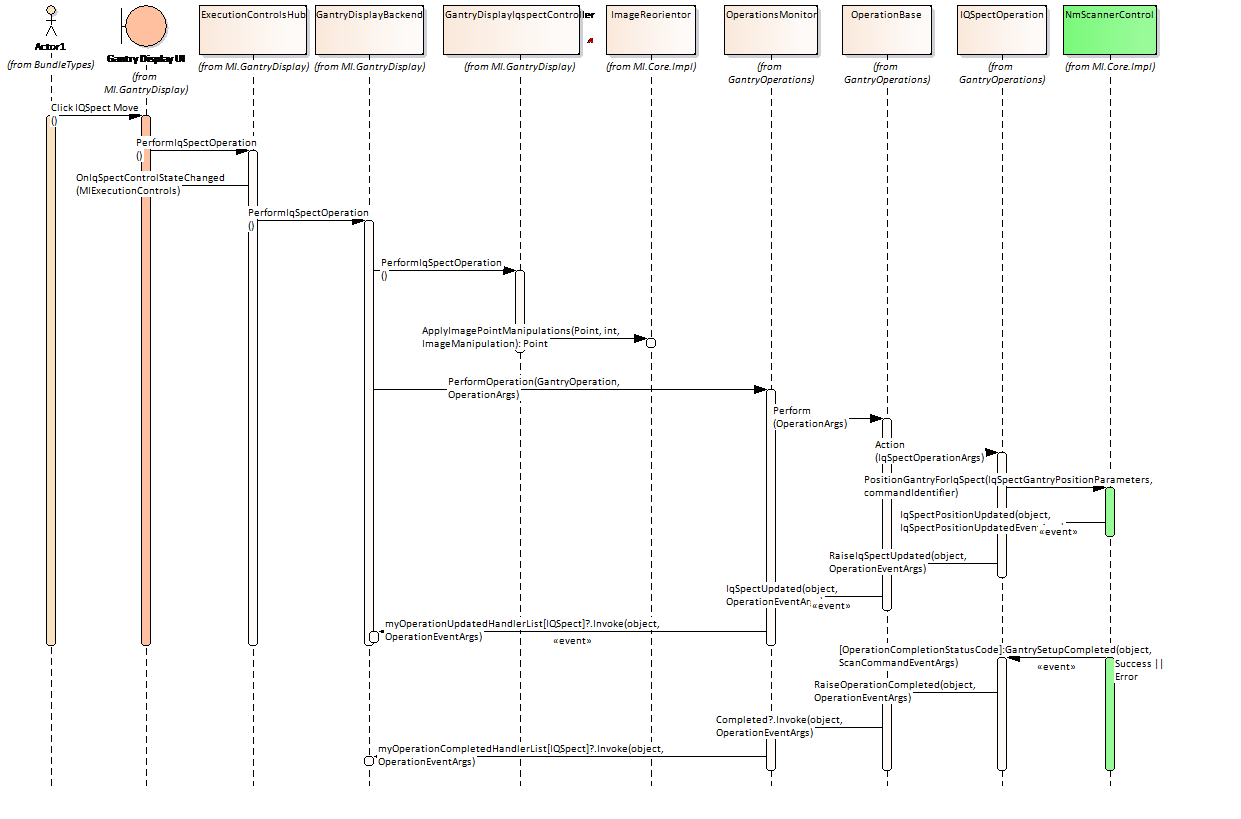 ExecutionControlsHub
GantryDisplayBackend
GantryDisplayIqspectController
ImageReorientor
OperationsMonitor
OperationBase
IQSpectOperation
NmScannerControl
Actor1
Gantry Display UI
(from BundleTypes)
(from
MI.GantryDisplay)
(from MI.GantryDisplay)
(from MI.GantryDisplay)
(from MI.GantryDisplay)
(from MI.Core.Impl)
(from
GantryOperations)
(from
GantryOperations)
(from
GantryOperations)
(from MI.Core.Impl)
Click IQSpect Move
()
PerformIqSpectOperation
()
OnIqSpectControlStateChanged
(MIExecutionControls)
PerformIqSpectOperation
()
PerformIqSpectOperation
()
ApplyImagePointManipulations(Point, int,
ImageManipulation): Point
PerformOperation(GantryOperation,
OperationArgs)
Perform
(OperationArgs)
Action
(IqSpectOperationArgs)
PositionGantryForIqSpect(IqSpectGantryPositionParameters,
commandIdentifier)
IqSpectPositionUpdated(object,
IqSpectPositionUpdatedEven
«event»
RaiseIqSpectUpdated(object,
OperationEventArgs)
IqSpectUpdated(object,
OperationEventAr
«event»
myOperationUpdatedHandlerList[IQSpect]?.Invoke(object,
OperationEventArgs)
«event»
[OperationCompletionStatusCode]:GantrySetupCompleted(object,
ScanCommandEventArgs)
«event»
Success ||
Error
RaiseOperationCompleted(object,
OperationEventArgs)
Completed?.Invoke(object,
OperationEventArgs)
myOperationCompletedHandlerList[IQSpect]?.Invoke(object,
OperationEventArgs)